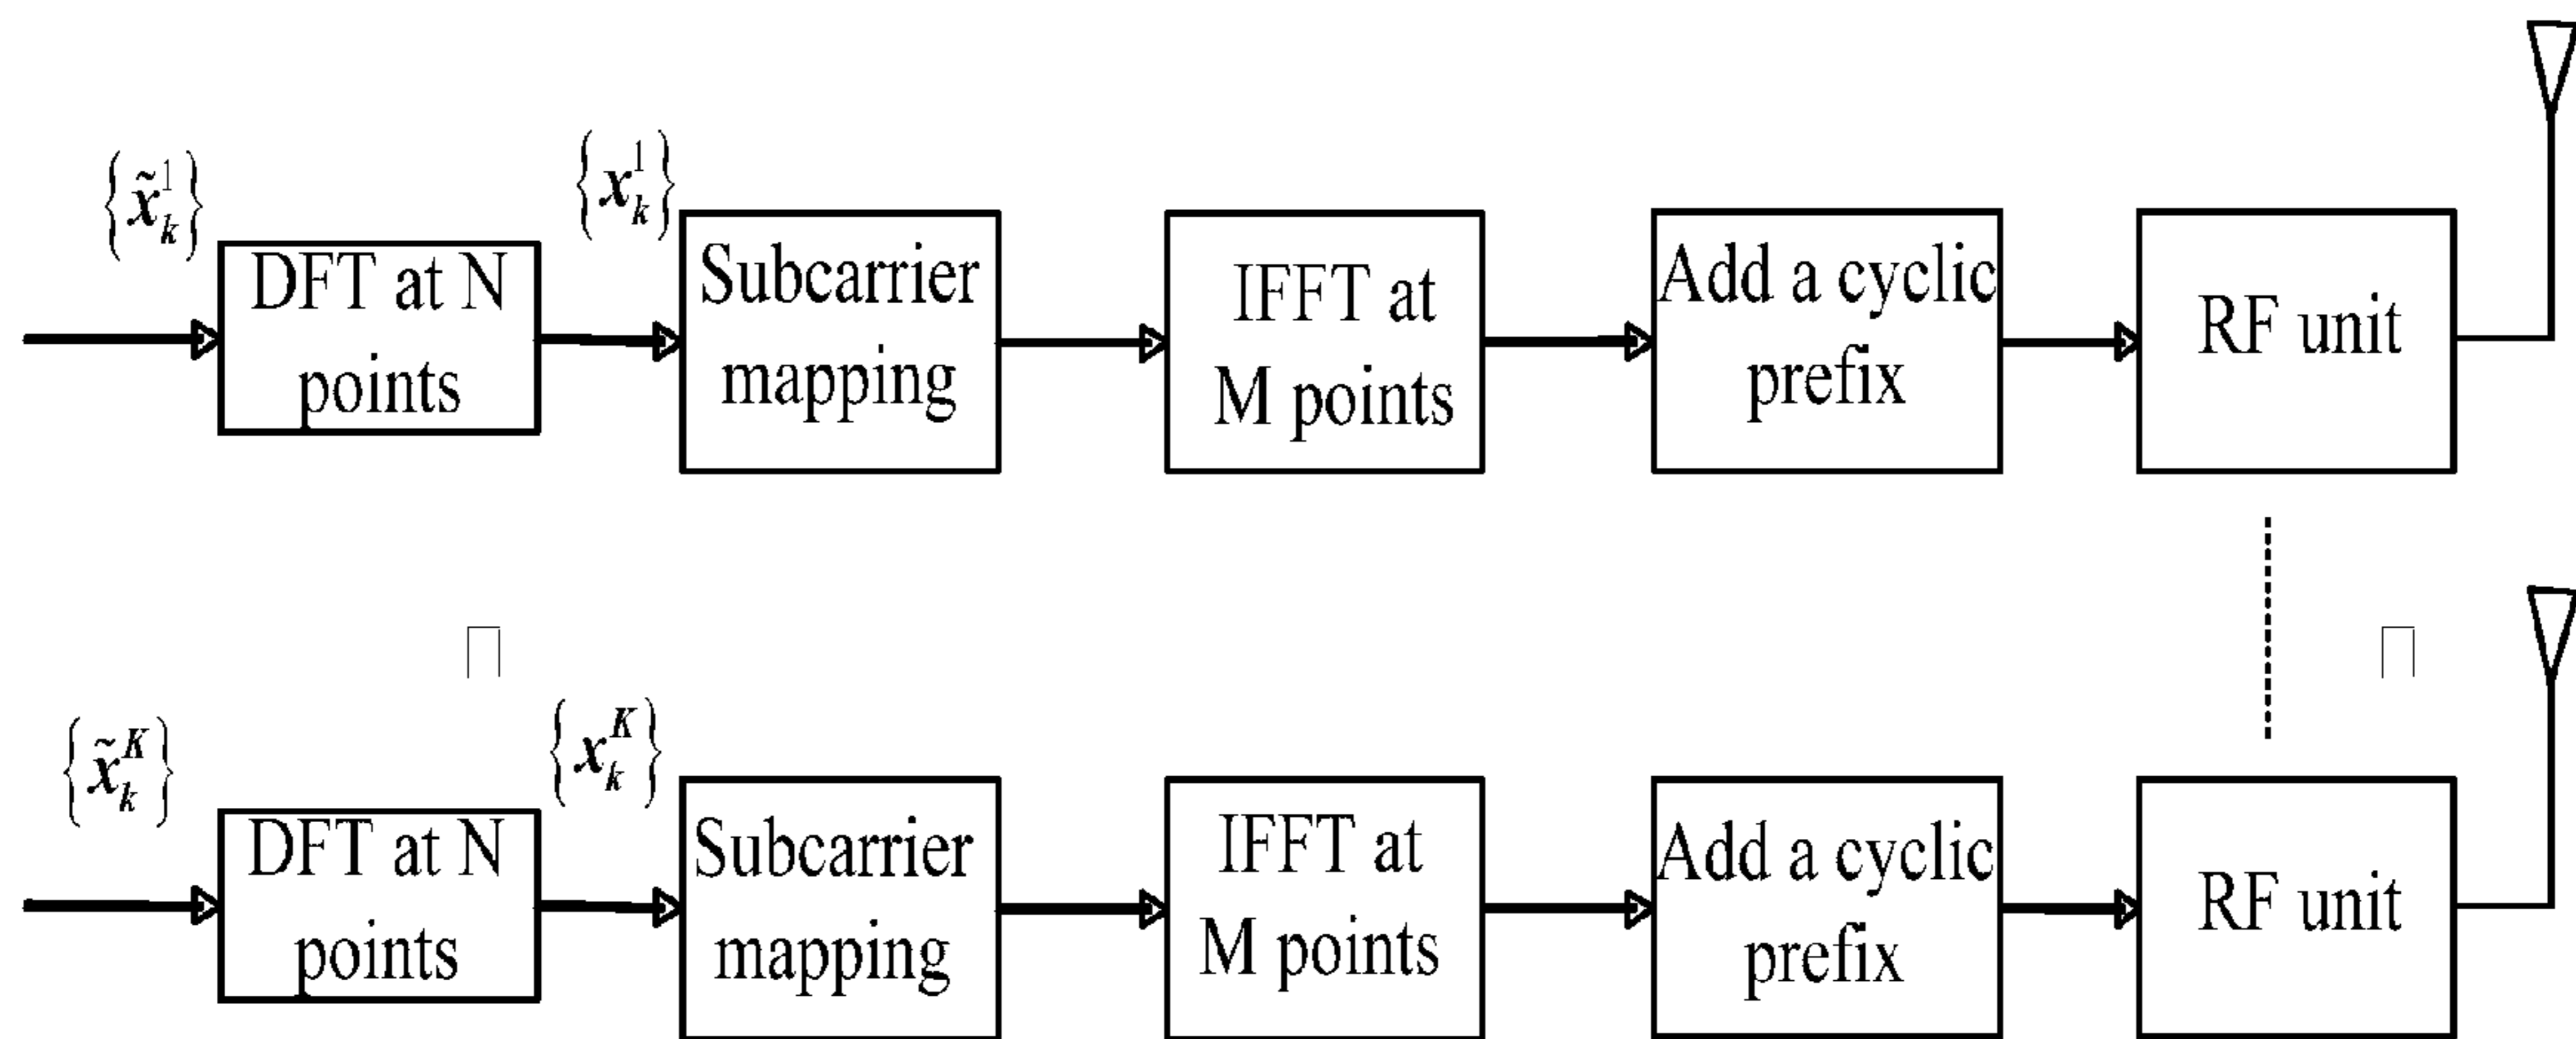 {x̃_k^1}
{x_k^1}
DFT at N
points
Subcarrier
mapping
IFFT at
M points
Add a cyclic
prefix
RF unit
{x̃_k^K}
{x_k^K}
DFT at N
points
Subcarrier
mapping
IFFT at
M points
Add a cyclic
prefix
RF unit